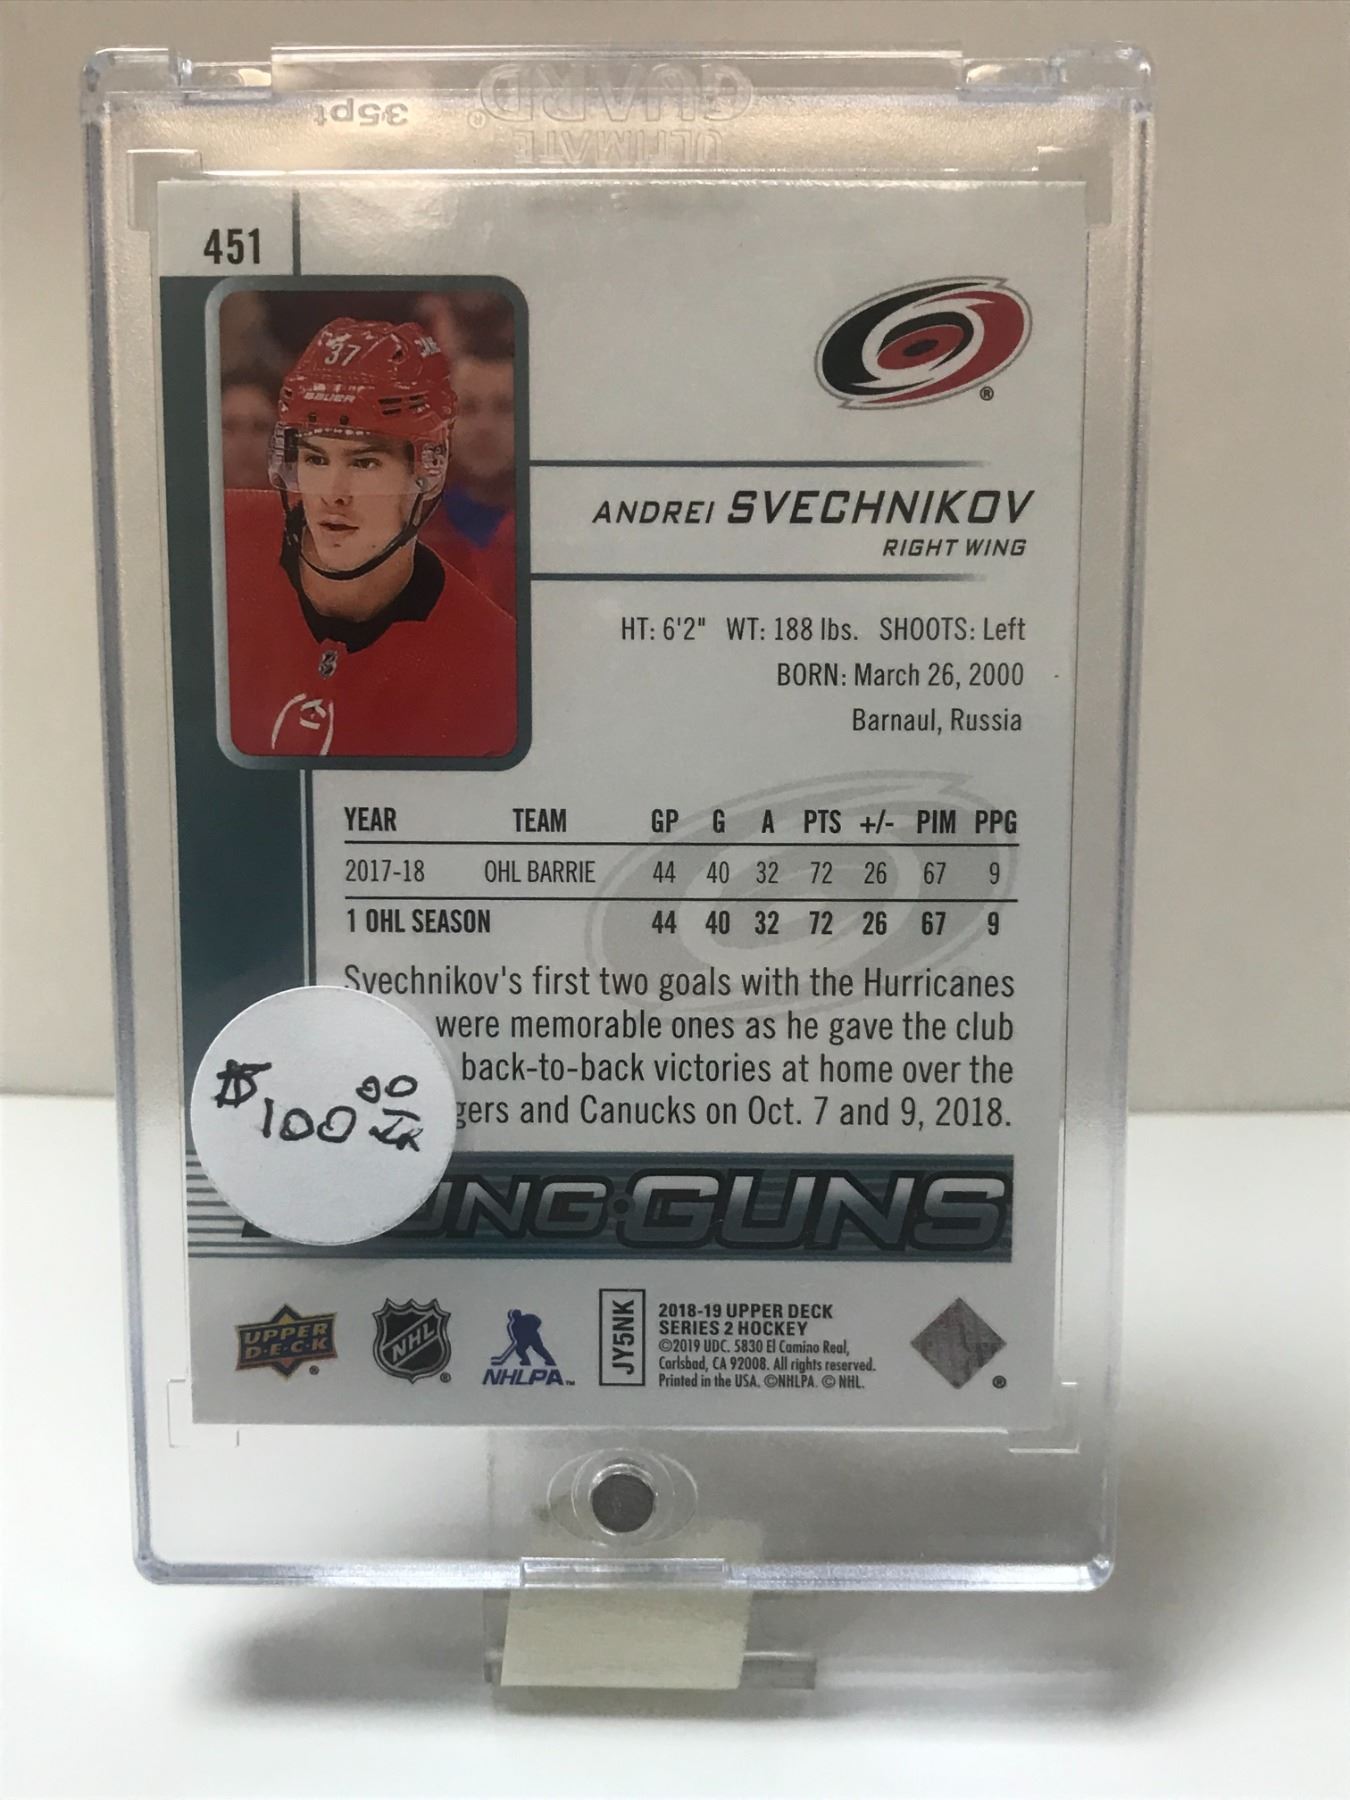 ULTIMATE
GUARD®
35pt
451
37
BAUER
®
ANDREI SVECHNIKOV
RIGHT WING
HT: 6'2" WT: 188 lbs. SHOOTS: Left
BORN: March 26, 2000
Barnaul, Russia
YEAR TEAM GP G A PTS +/- PIM PPG
2017-18 OHL BARRIE 44 40 32 72 26 67 9
1 OHL SEASON 44 40 32 72 26 67 9
Svechnikov's first two goals with the Hurricanes
were memorable ones as he gave the club
back-to-back victories at home over the
gers and Canucks on Oct. 7 and 9, 2018.
$100 00
UNG GUNS
UPPER
D·E·C·K ®
NHL ®
NHLPA™
JY5NK
2018-19 UPPER DECK
SERIES 2 HOCKEY
©2019 UDC. 5830 El Camino Real,
Carlsbad, CA 92008. All rights reserved.
Printed in the USA. ©NHLPA. © NHL.
®